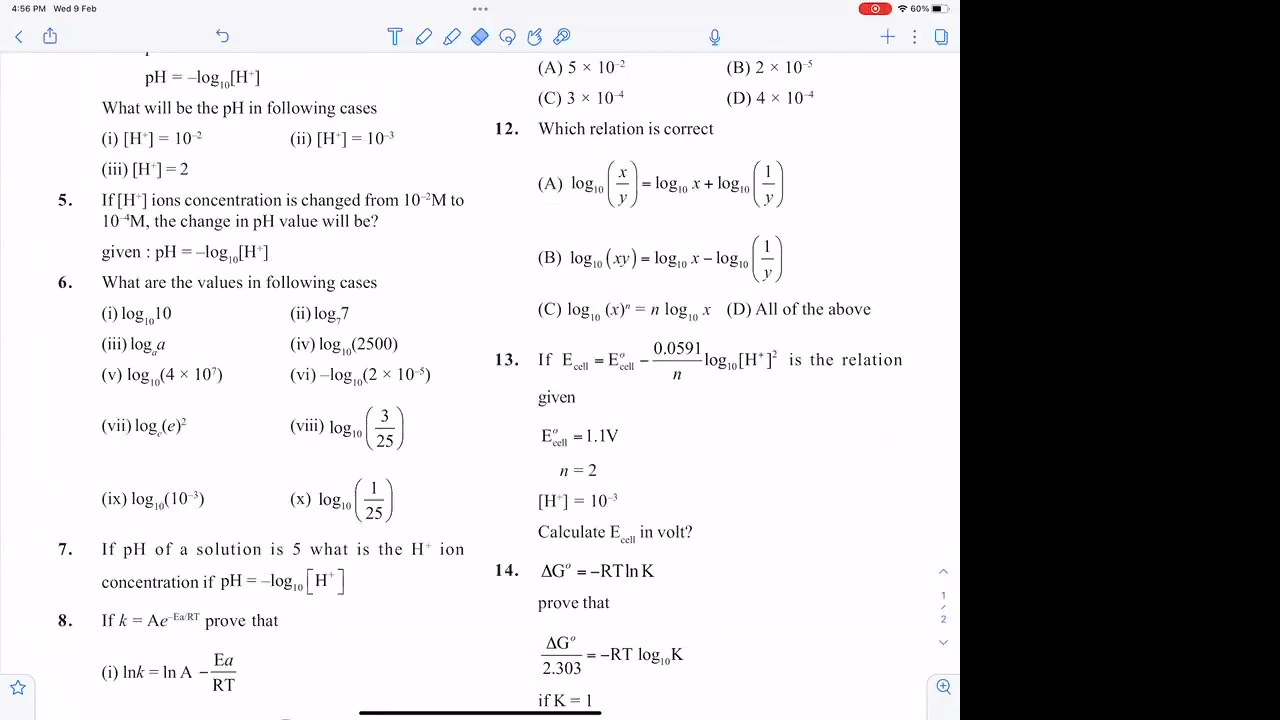 4:56 PM Wed 9 Feb
60%
pH = –log₁₀[H⁺]
What will be the pH in following cases
(i) [H⁺] = 10⁻² (ii) [H⁺] = 10⁻³
(iii) [H⁺] = 2
5. If [H⁺] ions concentration is changed from 10⁻²M to
10⁻⁴M, the change in pH value will be?
given : pH = –log₁₀[H⁺]
6. What are the values in following cases
(i) log₁₀10 (ii) log₇7
(iii) logₐa (iv) log₁₀(2500)
(v) log₁₀(4 × 10⁷) (vi) –log₁₀(2 × 10⁻⁵)
(vii) logₑ(e)² (viii) log₁₀(3/25)
(ix) log₁₀(10⁻³) (x) log₁₀(1/25)
7. If pH of a solution is 5 what is the H⁺ ion
concentration if pH = –log₁₀[H⁺]
8. If k = Ae^(–Ea/RT) prove that
(i) lnk = ln A – Ea/RT
(A) 5 × 10⁻² (B) 2 × 10⁻⁵
(C) 3 × 10⁻⁴ (D) 4 × 10⁻⁴
12. Which relation is correct
(A) log₁₀(x/y) = log₁₀ x + log₁₀(1/y)
(B) log₁₀(xy) = log₁₀ x – log₁₀(1/y)
(C) log₁₀ (x)ⁿ = n log₁₀ x (D) All of the above
13. If E_cell = E°_cell – 0.0591/n log₁₀[H⁺]² is the relation
given
E°_cell = 1.1V
n = 2
[H⁺] = 10⁻³
Calculate E_cell in volt?
14. ΔG° = –RT ln K
prove that
ΔG°/2.303 = –RT log₁₀K
if K = 1
1
/
2